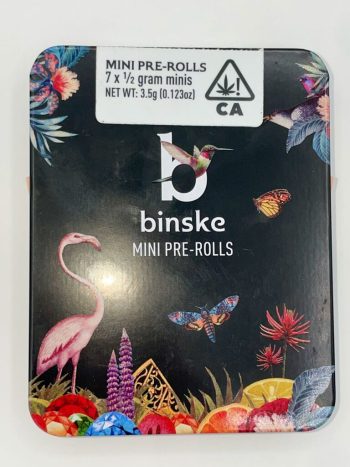 MINI PRE-ROLLS
7 x ½ gram minis
NET WT: 3.5g (0.123oz)
CA
b
binske
MINI PRE-ROLLS